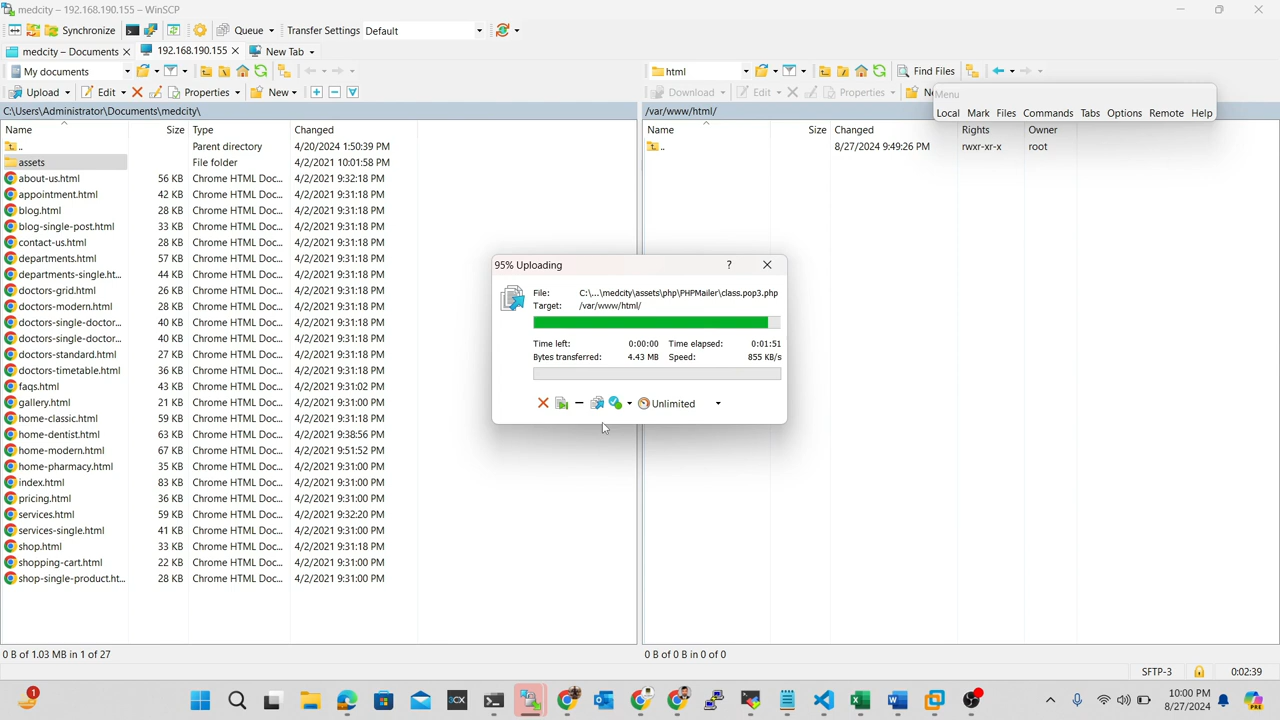 medcity – 192.168.190.155 – WinSCP
Synchronize Queue Transfer Settings Default
medcity – Documents 192.168.190.155 New Tab
My documents html Find Files
Upload Edit Properties New Download Edit Properties
Menu
Local Mark Files Commands Tabs Options Remote Help
C:\Users\Administrator\Documents\medcity\ /var/www/html/
Name Size Type Changed Name Size Changed Rights Owner
.. Parent directory 4/20/2024 1:50:39 PM .. 8/27/2024 9:49:26 PM rwxr-xr-x root
assets File folder 4/2/2021 10:01:58 PM
about-us.html 56 KB Chrome HTML Doc... 4/2/2021 9:32:18 PM
appointment.html 42 KB Chrome HTML Doc... 4/2/2021 9:31:18 PM
blog.html 28 KB Chrome HTML Doc... 4/2/2021 9:31:18 PM
blog-single-post.html 33 KB Chrome HTML Doc... 4/2/2021 9:31:18 PM
contact-us.html 28 KB Chrome HTML Doc... 4/2/2021 9:31:18 PM
departments.html 57 KB Chrome HTML Doc... 4/2/2021 9:31:18 PM
departments-single.ht... 44 KB Chrome HTML Doc... 4/2/2021 9:31:18 PM
doctors-grid.html 26 KB Chrome HTML Doc... 4/2/2021 9:31:18 PM
doctors-modern.html 28 KB Chrome HTML Doc... 4/2/2021 9:31:18 PM
doctors-single-doctor... 40 KB Chrome HTML Doc... 4/2/2021 9:31:18 PM
doctors-single-doctor... 40 KB Chrome HTML Doc... 4/2/2021 9:31:18 PM
doctors-standard.html 27 KB Chrome HTML Doc... 4/2/2021 9:31:18 PM
doctors-timetable.html 36 KB Chrome HTML Doc... 4/2/2021 9:31:18 PM
faqs.html 43 KB Chrome HTML Doc... 4/2/2021 9:31:02 PM
gallery.html 21 KB Chrome HTML Doc... 4/2/2021 9:31:00 PM
home-classic.html 59 KB Chrome HTML Doc... 4/2/2021 9:31:18 PM
home-dentist.html 63 KB Chrome HTML Doc... 4/2/2021 9:38:56 PM
home-modern.html 67 KB Chrome HTML Doc... 4/2/2021 9:51:52 PM
home-pharmacy.html 35 KB Chrome HTML Doc... 4/2/2021 9:31:00 PM
index.html 83 KB Chrome HTML Doc... 4/2/2021 9:31:00 PM
pricing.html 36 KB Chrome HTML Doc... 4/2/2021 9:31:00 PM
services.html 59 KB Chrome HTML Doc... 4/2/2021 9:32:20 PM
services-single.html 41 KB Chrome HTML Doc... 4/2/2021 9:31:00 PM
shop.html 33 KB Chrome HTML Doc... 4/2/2021 9:31:18 PM
shopping-cart.html 22 KB Chrome HTML Doc... 4/2/2021 9:31:00 PM
shop-single-product.ht... 28 KB Chrome HTML Doc... 4/2/2021 9:31:00 PM
95% Uploading ?
File: C:\...\medcity\assets\php\PHPMailer\class.pop3.php
Target: /var/www/html/
Time left: 0:00:00 Time elapsed: 0:01:51
Bytes transferred: 4.43 MB Speed: 855 KB/s
Unlimited
0 B of 1.03 MB in 1 of 27 0 B of 0 B in 0 of 0
SFTP-3 0:02:39
1 3CX 10:00 PM
8/27/2024 PRE